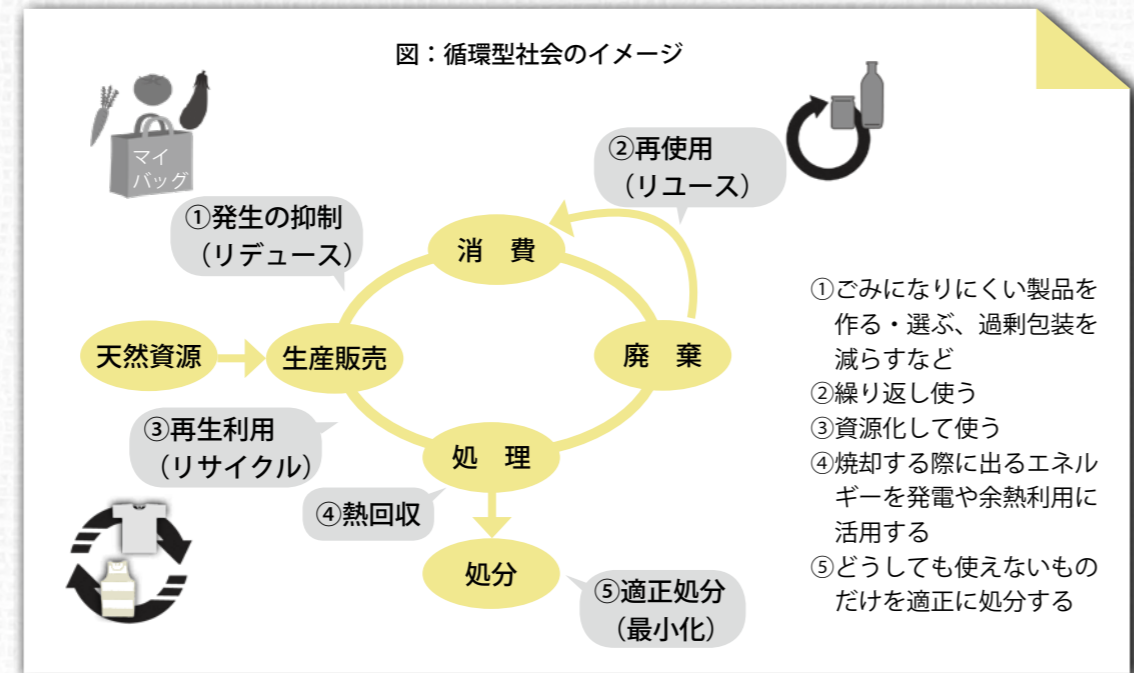 図：循環型社会のイメージ
マイ
バッグ
①発生の抑制
（リデュース）
②再使用
（リユース）
消　費
天然資源
生産販売
廃　棄
③再生利用
（リサイクル）
処　理
④熱回収
処分
⑤適正処分
（最小化）
①ごみになりにくい製品を
作る・選ぶ、過剰包装を
減らすなど
②繰り返し使う
③資源化して使う
④焼却する際に出るエネル
ギーを発電や余熱利用に
活用する
⑤どうしても使えないもの
だけを適正に処分する